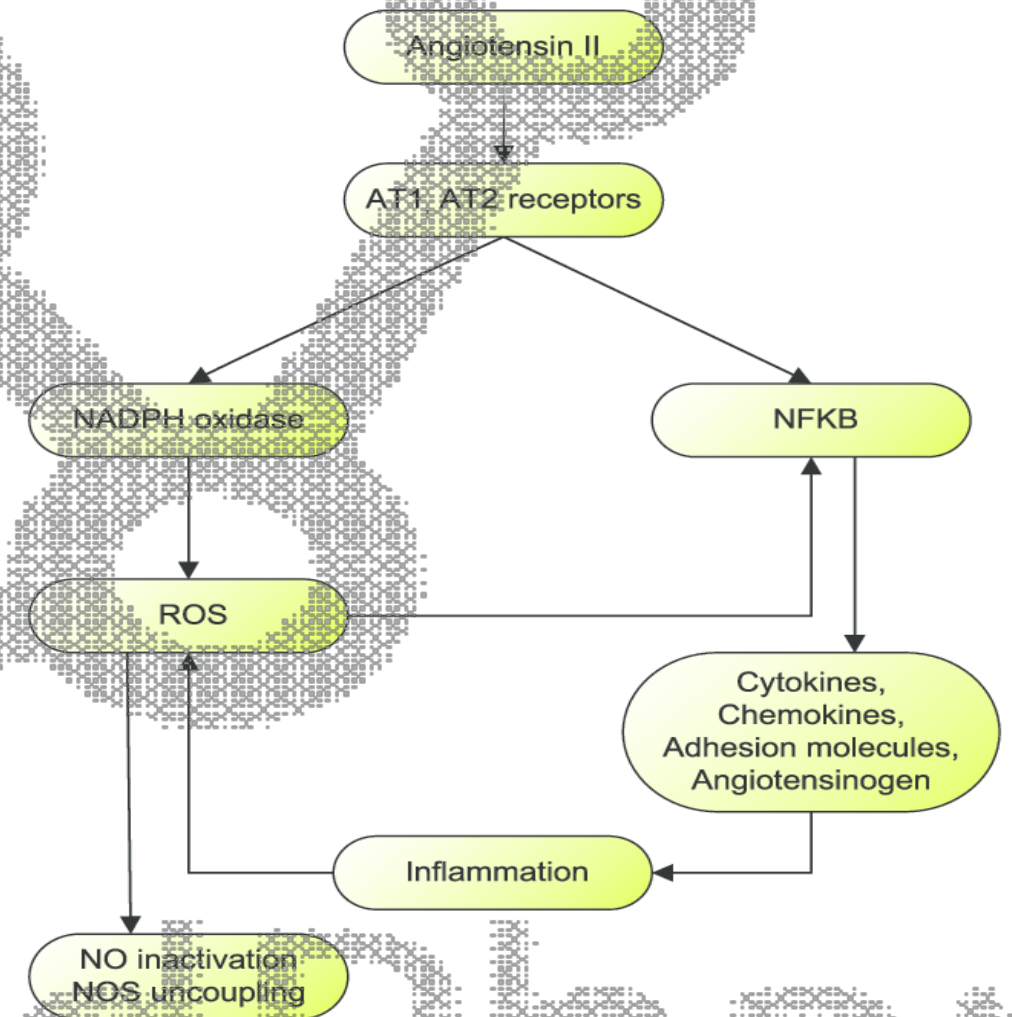 Angiotensin II
AT1, AT2 receptors
NADPH oxidase
NFKB
ROS
Cytokines,
Chemokines,
Adhesion molecules,
Angiotensinogen
Inflammation
NO inactivation
NOS uncoupling